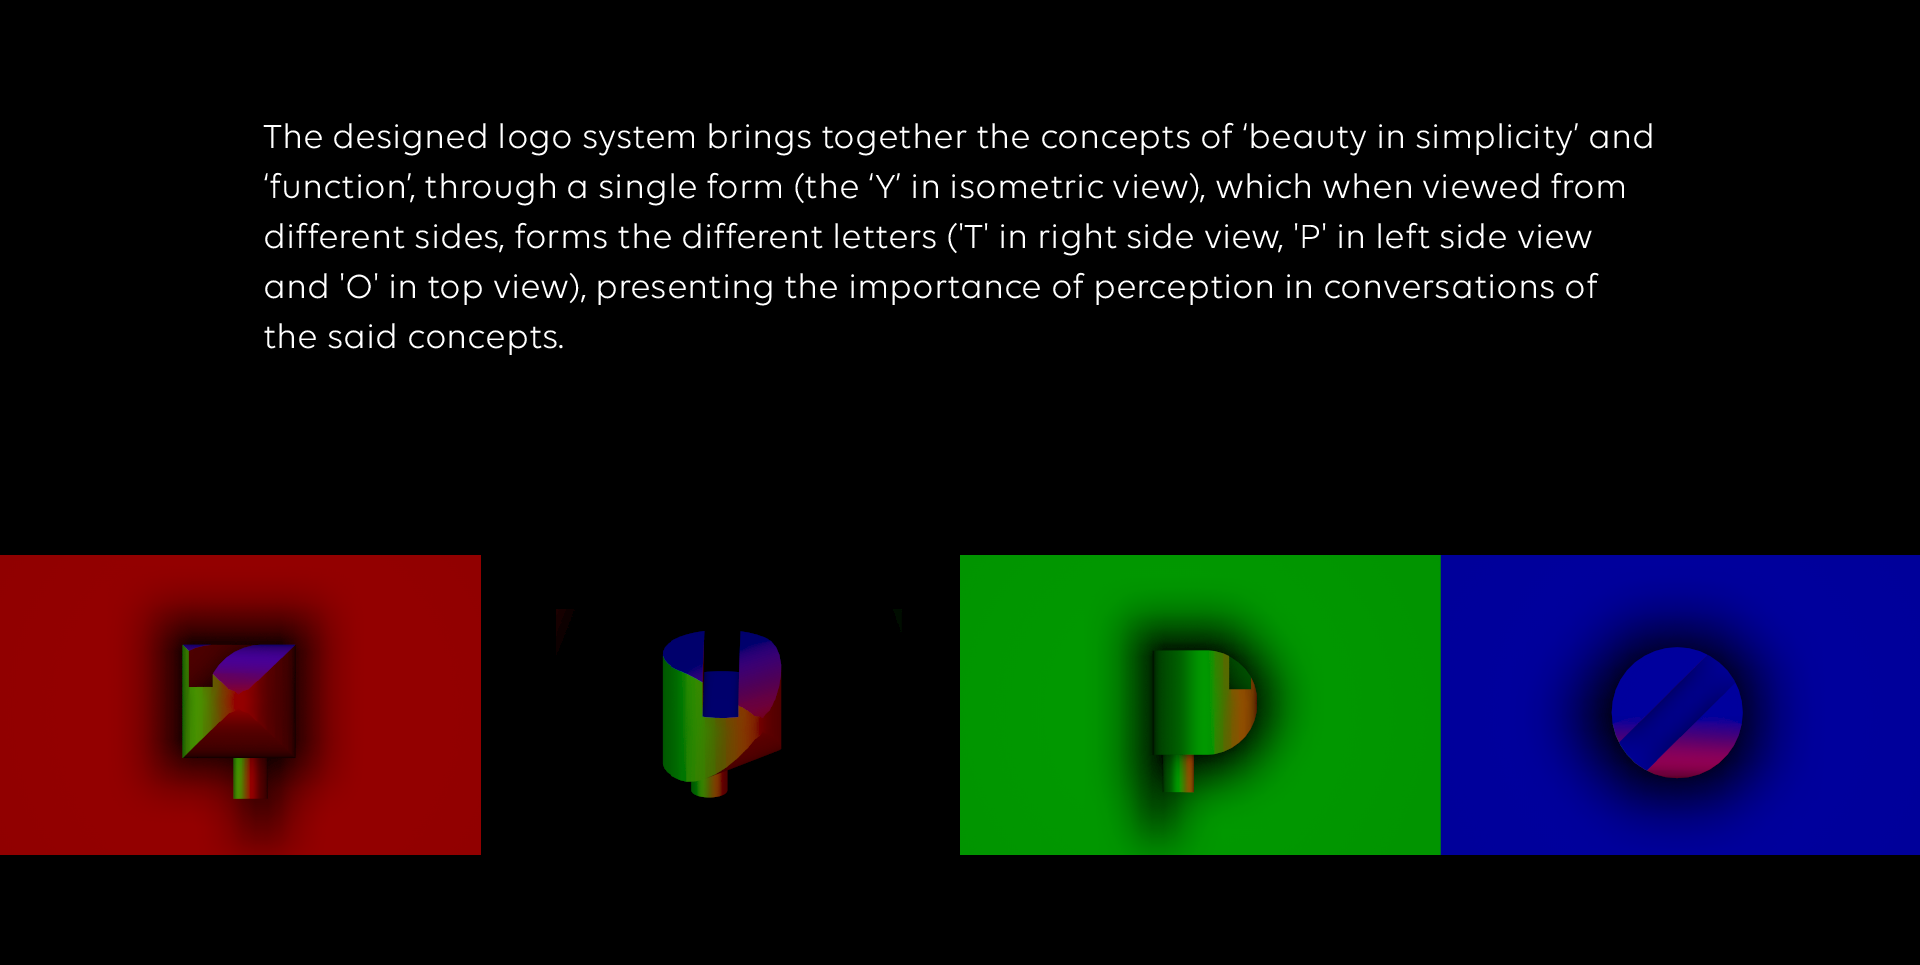 The designed logo system brings together the concepts of ‘beauty in simplicity’ and
‘function’, through a single form (the ‘Y’ in isometric view), which when viewed from
different sides, forms the different letters ('T' in right side view, 'P' in left side view
and 'O' in top view), presenting the importance of perception in conversations of
the said concepts.